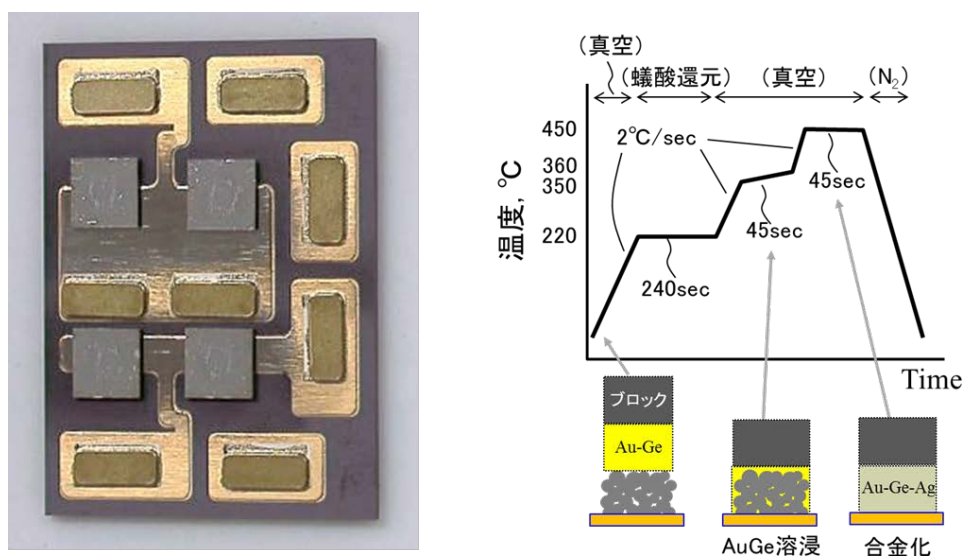 (真空)
(蟻酸還元)
(真空)
(N2)
450
360
350
220
温度, ℃
2℃/sec
45sec
45sec
240sec
Time
ブロック
Au-Ge
Au-Ge-Ag
AuGe溶浸
合金化